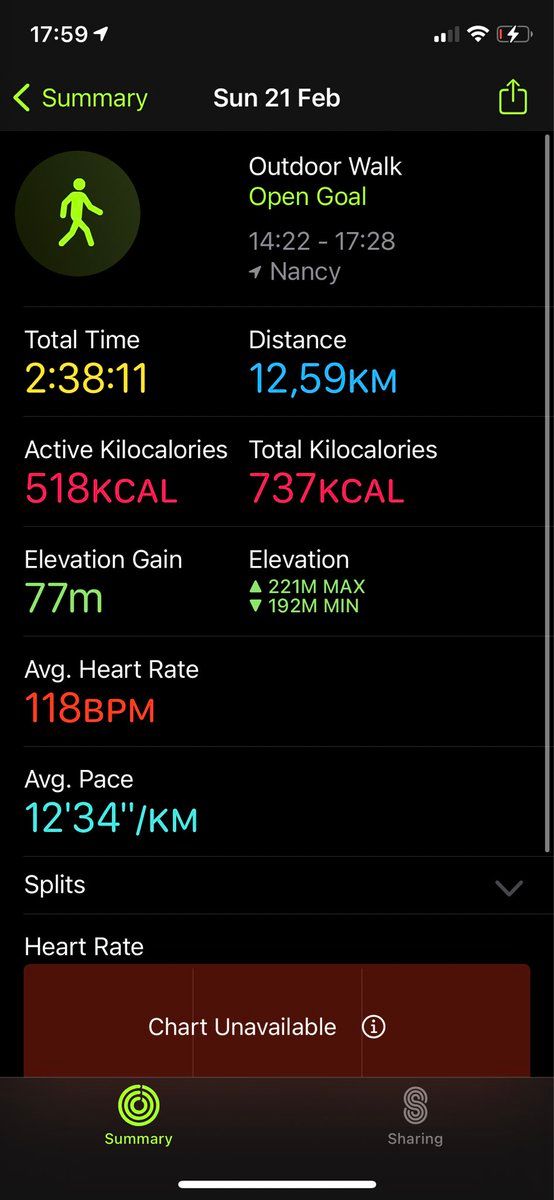 17:59
Summary
Sun 21 Feb
Outdoor Walk
Open Goal
14:22 - 17:28
Nancy
Total Time
Distance
2:38:11
12,59KM
Active Kilocalories
Total Kilocalories
518KCAL
737KCAL
Elevation Gain
Elevation
77m
▲ 221M MAX
▼ 192M MIN
Avg. Heart Rate
118BPM
Avg. Pace
12'34"/KM
Splits
Heart Rate
Chart Unavailable
Summary
Sharing